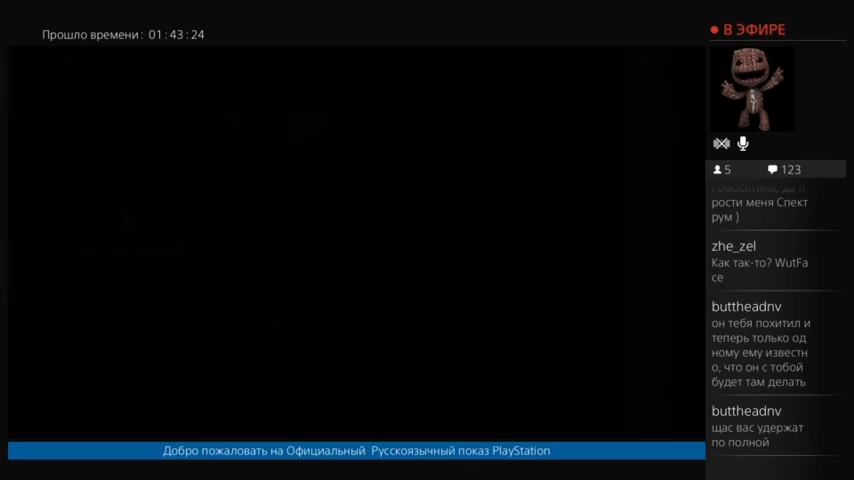 Прошло времени: 01:43:24
В ЭФИРЕ
5
123
рости меня Спект
рум )
zhe_zel
Как так-то? WutFa
ce
buttheadnv
он тебя похитил и
теперь только од
ному ему известн
о, что он с тобой
будет там делать
buttheadnv
щас вас удержат
по полной
Добро пожаловать на Официальный Русскоязычный показ PlayStation